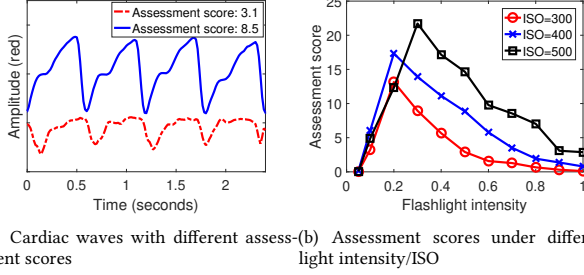 Assessment score: 3.1
Assessment score: 8.5
Amplitude (red)
0
0.5
1
1.5
2
Time (seconds)
ISO=300
ISO=400
ISO=500
Assessment score
25
20
15
10
5
0
0
0.2
0.4
0.6
0.8
1
Flashlight intensity
Cardiac waves with different assess-
ent scores
(b) Assessment scores under differ
light intensity/ISO